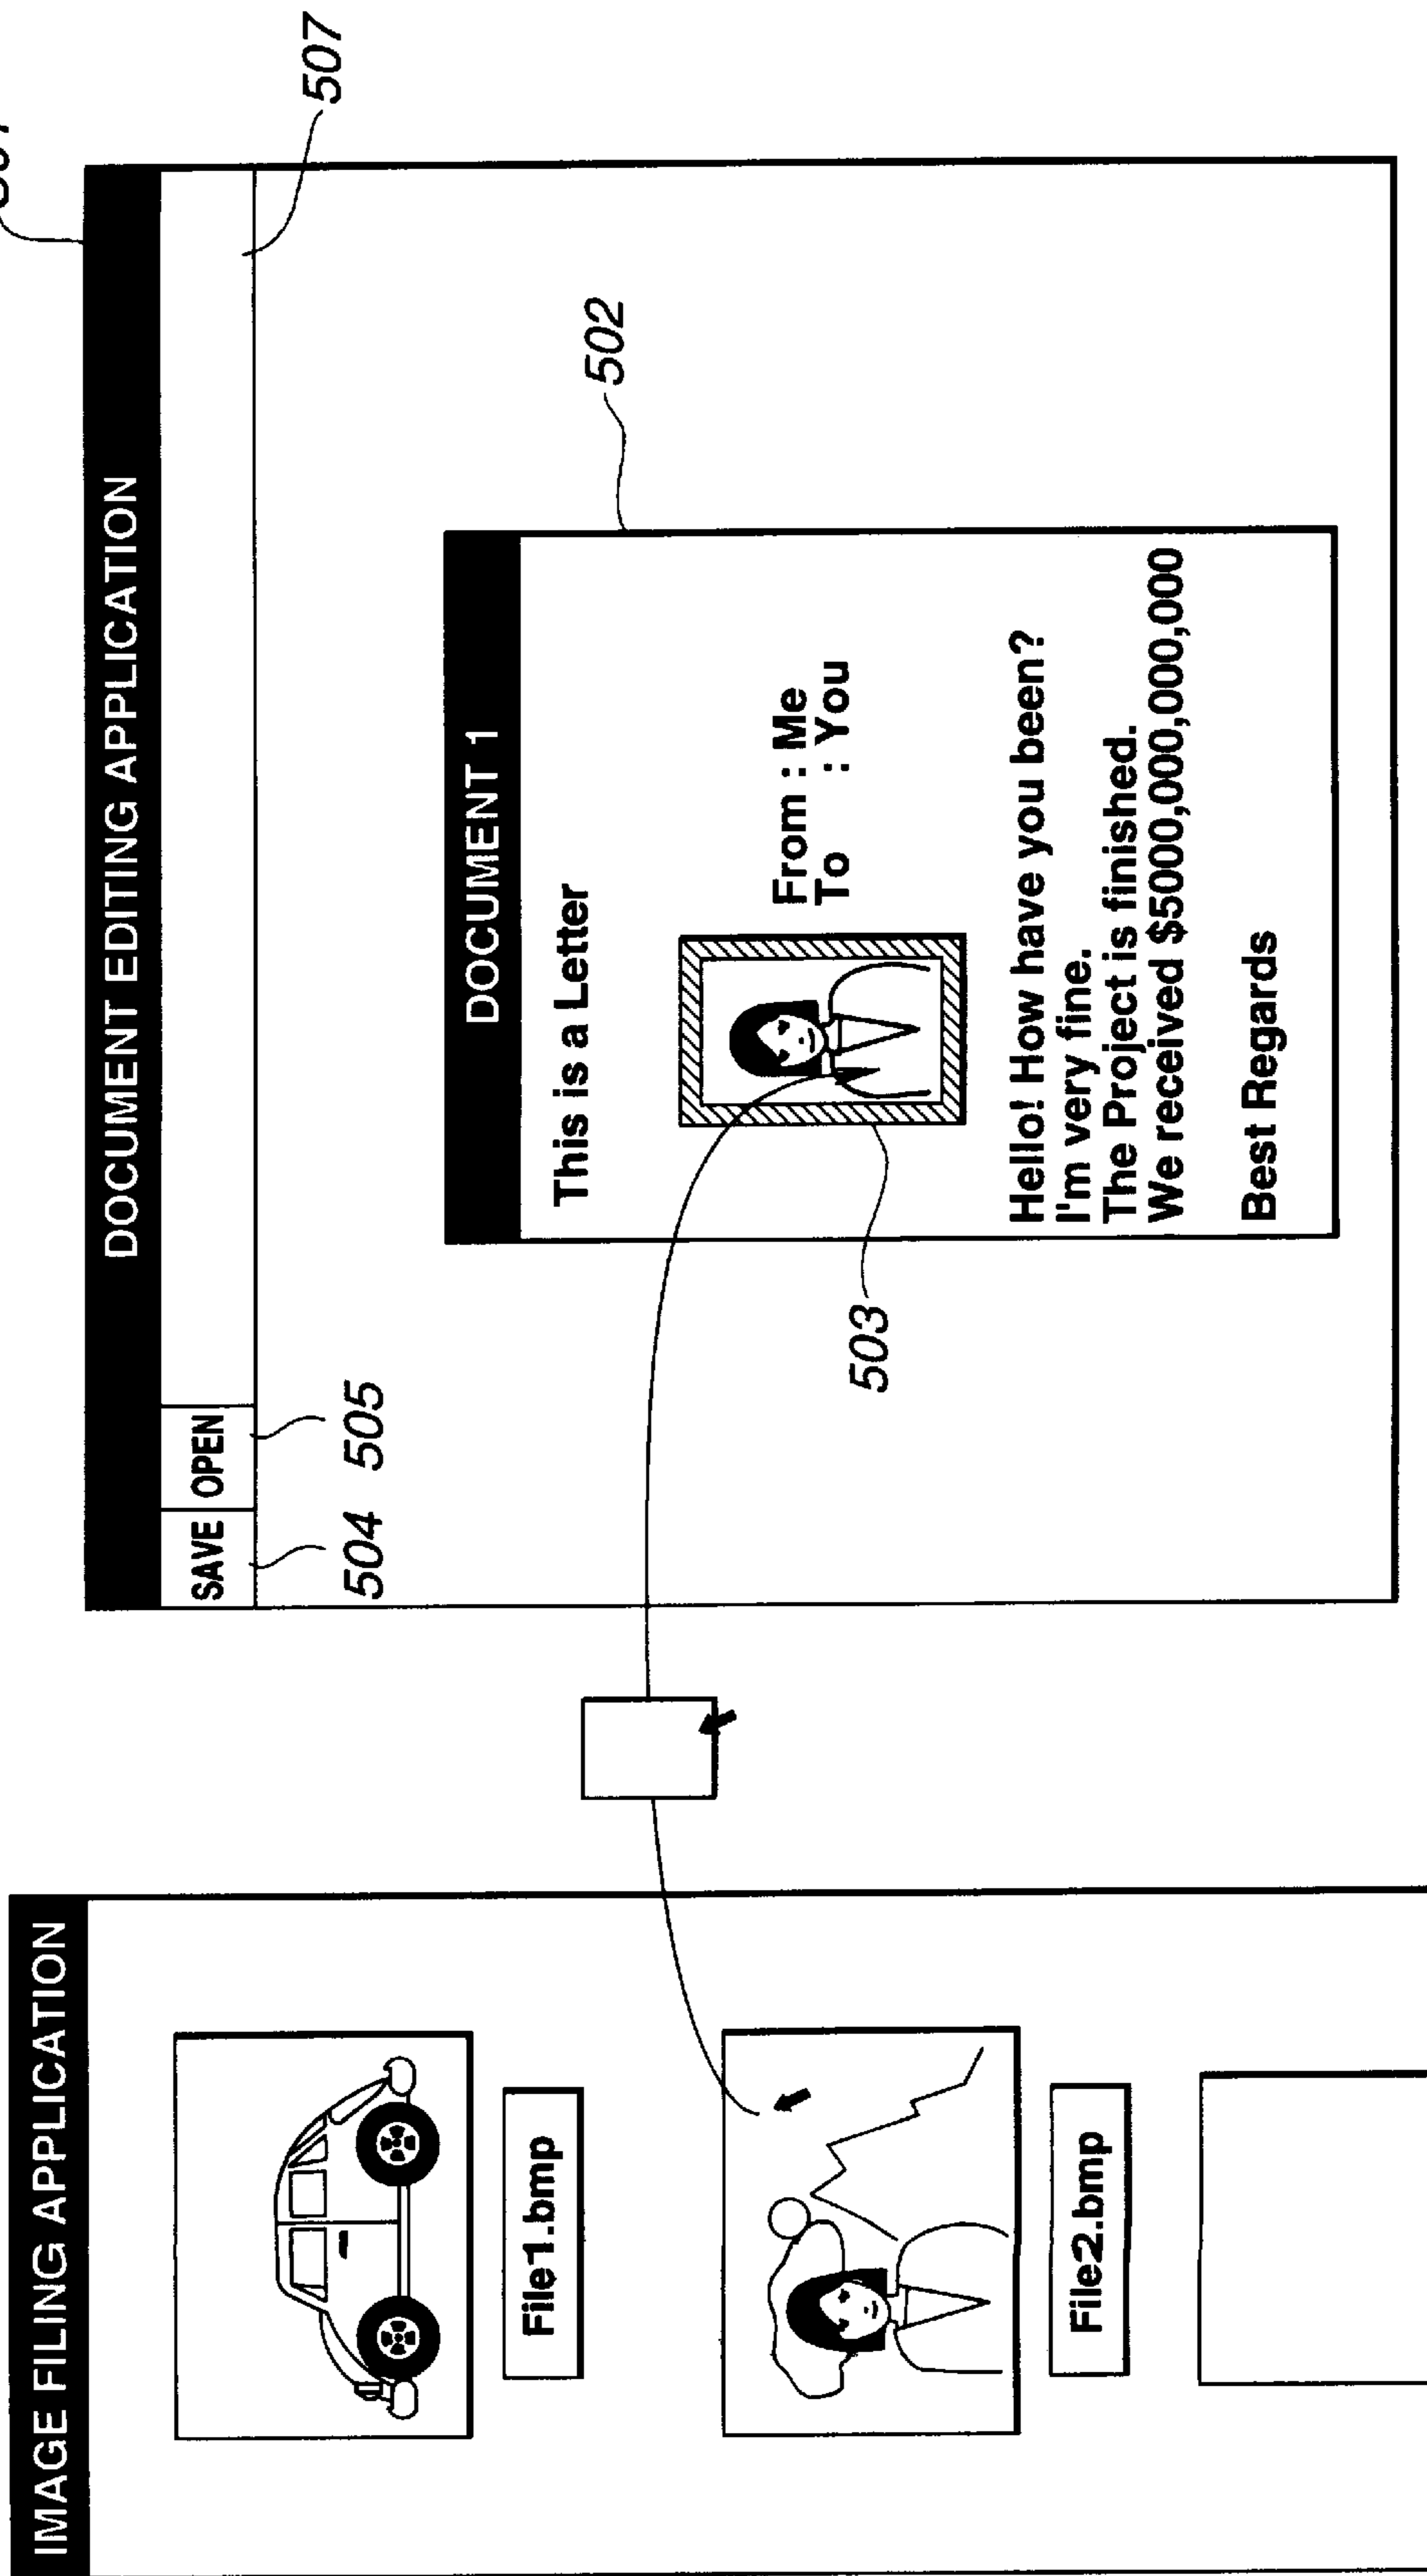 IMAGE FILING APPLICATION
File1.bmp
File2.bmp
DOCUMENT EDITING APPLICATION
SAVE OPEN
504 505
507
DOCUMENT 1
502
This is a Letter
From : Me
To : You
503
Hello! How have you been?
I'm very fine.
The Project is finished.
We received $5000,000,000,000
Best Regards